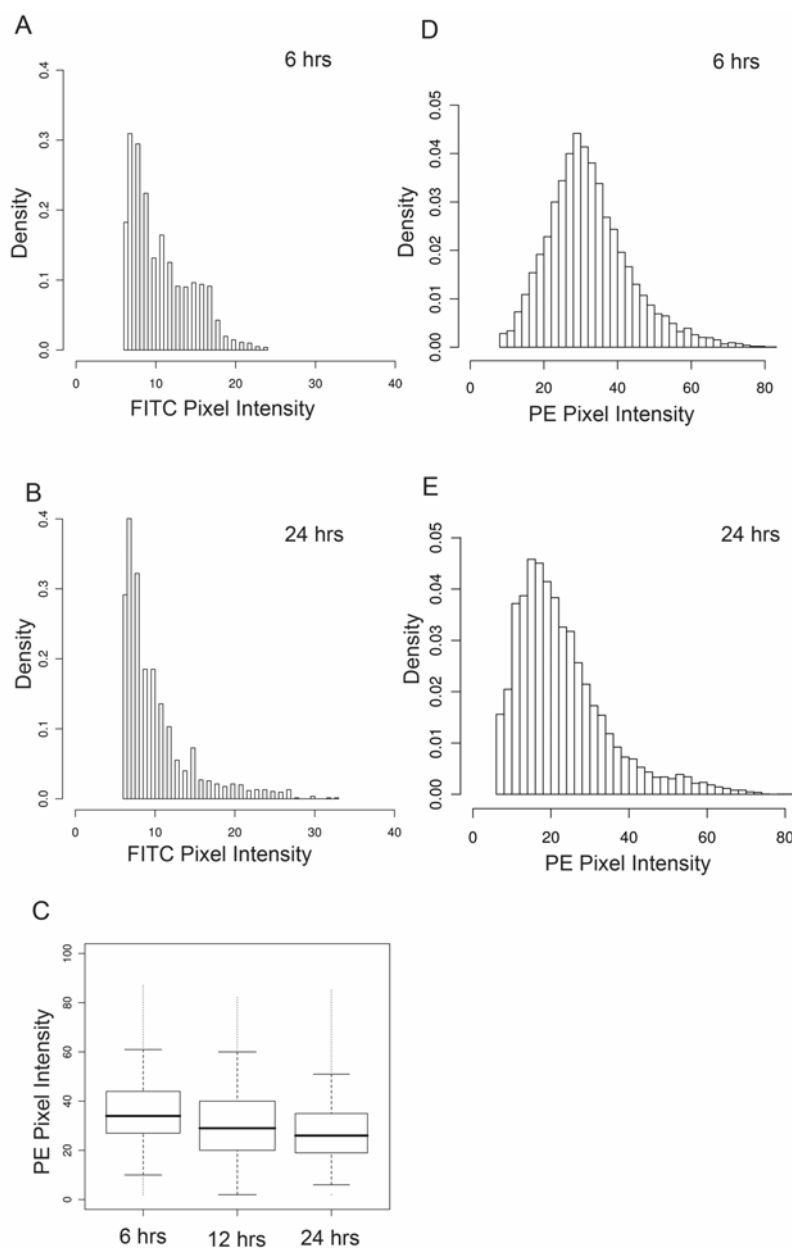 A
6 hrs
0.4
0.3
0.2
0.1
0.0
Density
0 10 20 30 40
FITC Pixel Intensity
D
6 hrs
0.05
0.04
0.03
0.02
0.01
0.00
Density
0 20 40 60 80
PE Pixel Intensity
B
24 hrs
0.4
0.3
0.2
0.1
0.0
Density
0 10 20 30 40
FITC Pixel Intensity
E
24 hrs
0.05
0.04
0.03
0.02
0.01
0.00
Density
0 20 40 60 80
PE Pixel Intensity
C
100
80
60
40
20
0
PE Pixel Intensity
6 hrs 12 hrs 24 hrs